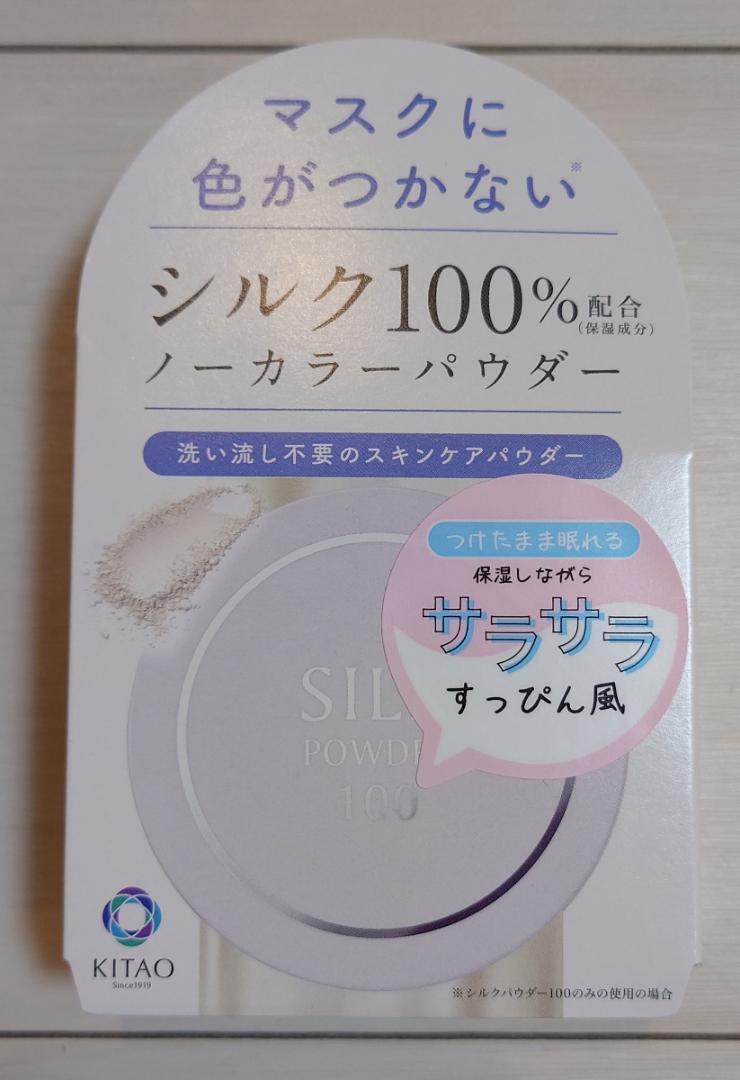 マスクに
色がつかない※
シルク100%配合
(保湿成分)
ノーカラーパウダー
洗い流し不要のスキンケアパウダー
つけたまま眠れる
保湿しながら
サラサラ
すっぴん風
SIL
POWD
100
KITAO
Since1919
※シルクパウダー100のみの使用の場合